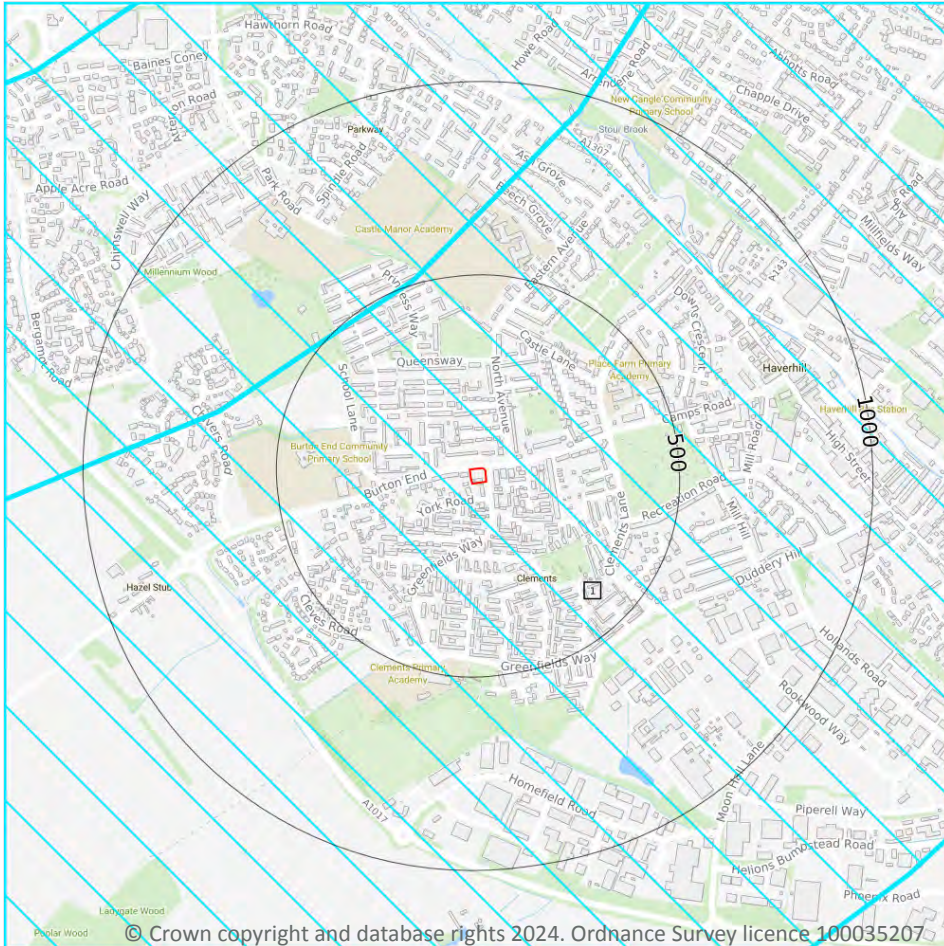 Hawthorn Road
Baines Coney
Howe Road
Arrendene Road
Abbotts Road
Chapple Drive
New Cangle Community
Primary School
Atterton Road
Parkway
Stour Brook
A1307
Spindle Road
Park Road
Ash Grove
Beech Grove
Apple Acre Road
Chimswell Way
Castle Manor Academy
Eastern Avenue
Millfields Way
Millennium Wood
Princess Way
A143
Bergamot Road
Downs Crescent
Castle Lane
Queensway
North Avenue
School Lane
Place Farm Primary
Academy
Haverhill
Chivers Road
Camps Road
1000
500
High Street
Burton End Community
Primary School
Mill Road
Burton End
York Road
Recreation Road
Mill Hill
Clements Lane
Greenfields Way
Duddery Hill
Clements
1
Hazel Stub
Cleves Road
Hollands Road
Greenfields Way
Clements Primary
Academy
Rookwood Way
Moon Hall Lane
Homefield Road
A1017
Piperell Way
Helions Bumpstead Road
Phoenix Road
Ladygate Wood
Poplar Wood
© Crown copyright and database rights 2024. Ordnance Survey licence 100035207